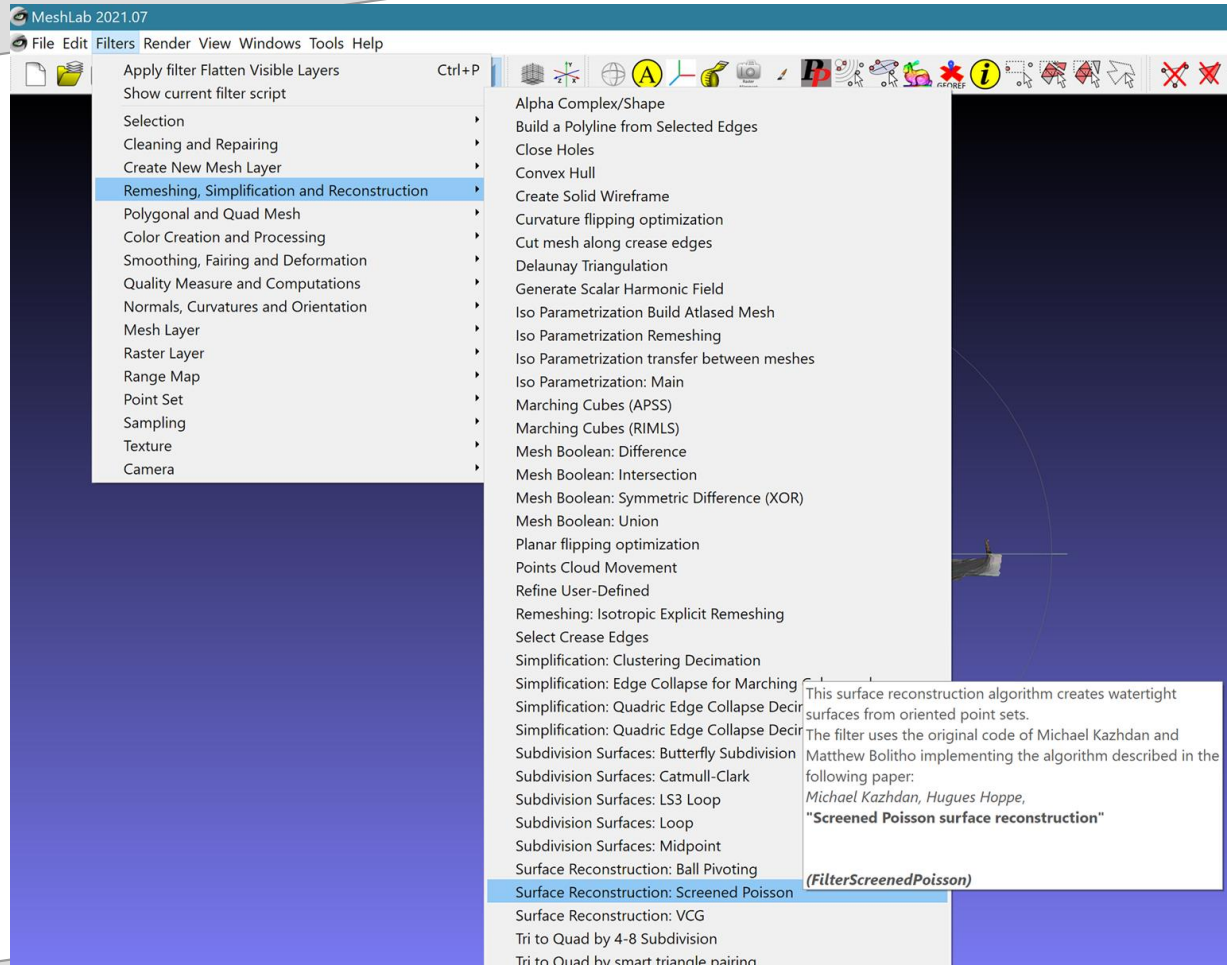 MeshLab 2021.07
File Edit Filters Render View Windows Tools Help
A Pp GEOREF i
Apply filter Flatten Visible Layers Ctrl+P
Show current filter script
Selection
Cleaning and Repairing
Create New Mesh Layer
Remeshing, Simplification and Reconstruction
Polygonal and Quad Mesh
Color Creation and Processing
Smoothing, Fairing and Deformation
Quality Measure and Computations
Normals, Curvatures and Orientation
Mesh Layer
Raster Layer
Range Map
Point Set
Sampling
Texture
Camera
Alpha Complex/Shape
Build a Polyline from Selected Edges
Close Holes
Convex Hull
Create Solid Wireframe
Curvature flipping optimization
Cut mesh along crease edges
Delaunay Triangulation
Generate Scalar Harmonic Field
Iso Parametrization Build Atlased Mesh
Iso Parametrization Remeshing
Iso Parametrization transfer between meshes
Iso Parametrization: Main
Marching Cubes (APSS)
Marching Cubes (RIMLS)
Mesh Boolean: Difference
Mesh Boolean: Intersection
Mesh Boolean: Symmetric Difference (XOR)
Mesh Boolean: Union
Planar flipping optimization
Points Cloud Movement
Refine User-Defined
Remeshing: Isotropic Explicit Remeshing
Select Crease Edges
Simplification: Clustering Decimation
Simplification: Edge Collapse for Marching
Simplification: Quadric Edge Collapse Decir
Simplification: Quadric Edge Collapse Decir
Subdivision Surfaces: Butterfly Subdivision
Subdivision Surfaces: Catmull-Clark
Subdivision Surfaces: LS3 Loop
Subdivision Surfaces: Loop
Subdivision Surfaces: Midpoint
Surface Reconstruction: Ball Pivoting
Surface Reconstruction: Screened Poisson
Surface Reconstruction: VCG
Tri to Quad by 4-8 Subdivision
Tri to Quad by smart triangle pairing
This surface reconstruction algorithm creates watertight
surfaces from oriented point sets.
The filter uses the original code of Michael Kazhdan and
Matthew Bolitho implementing the algorithm described in the
following paper:
Michael Kazhdan, Hugues Hoppe,
"Screened Poisson surface reconstruction"
(FilterScreenedPoisson)